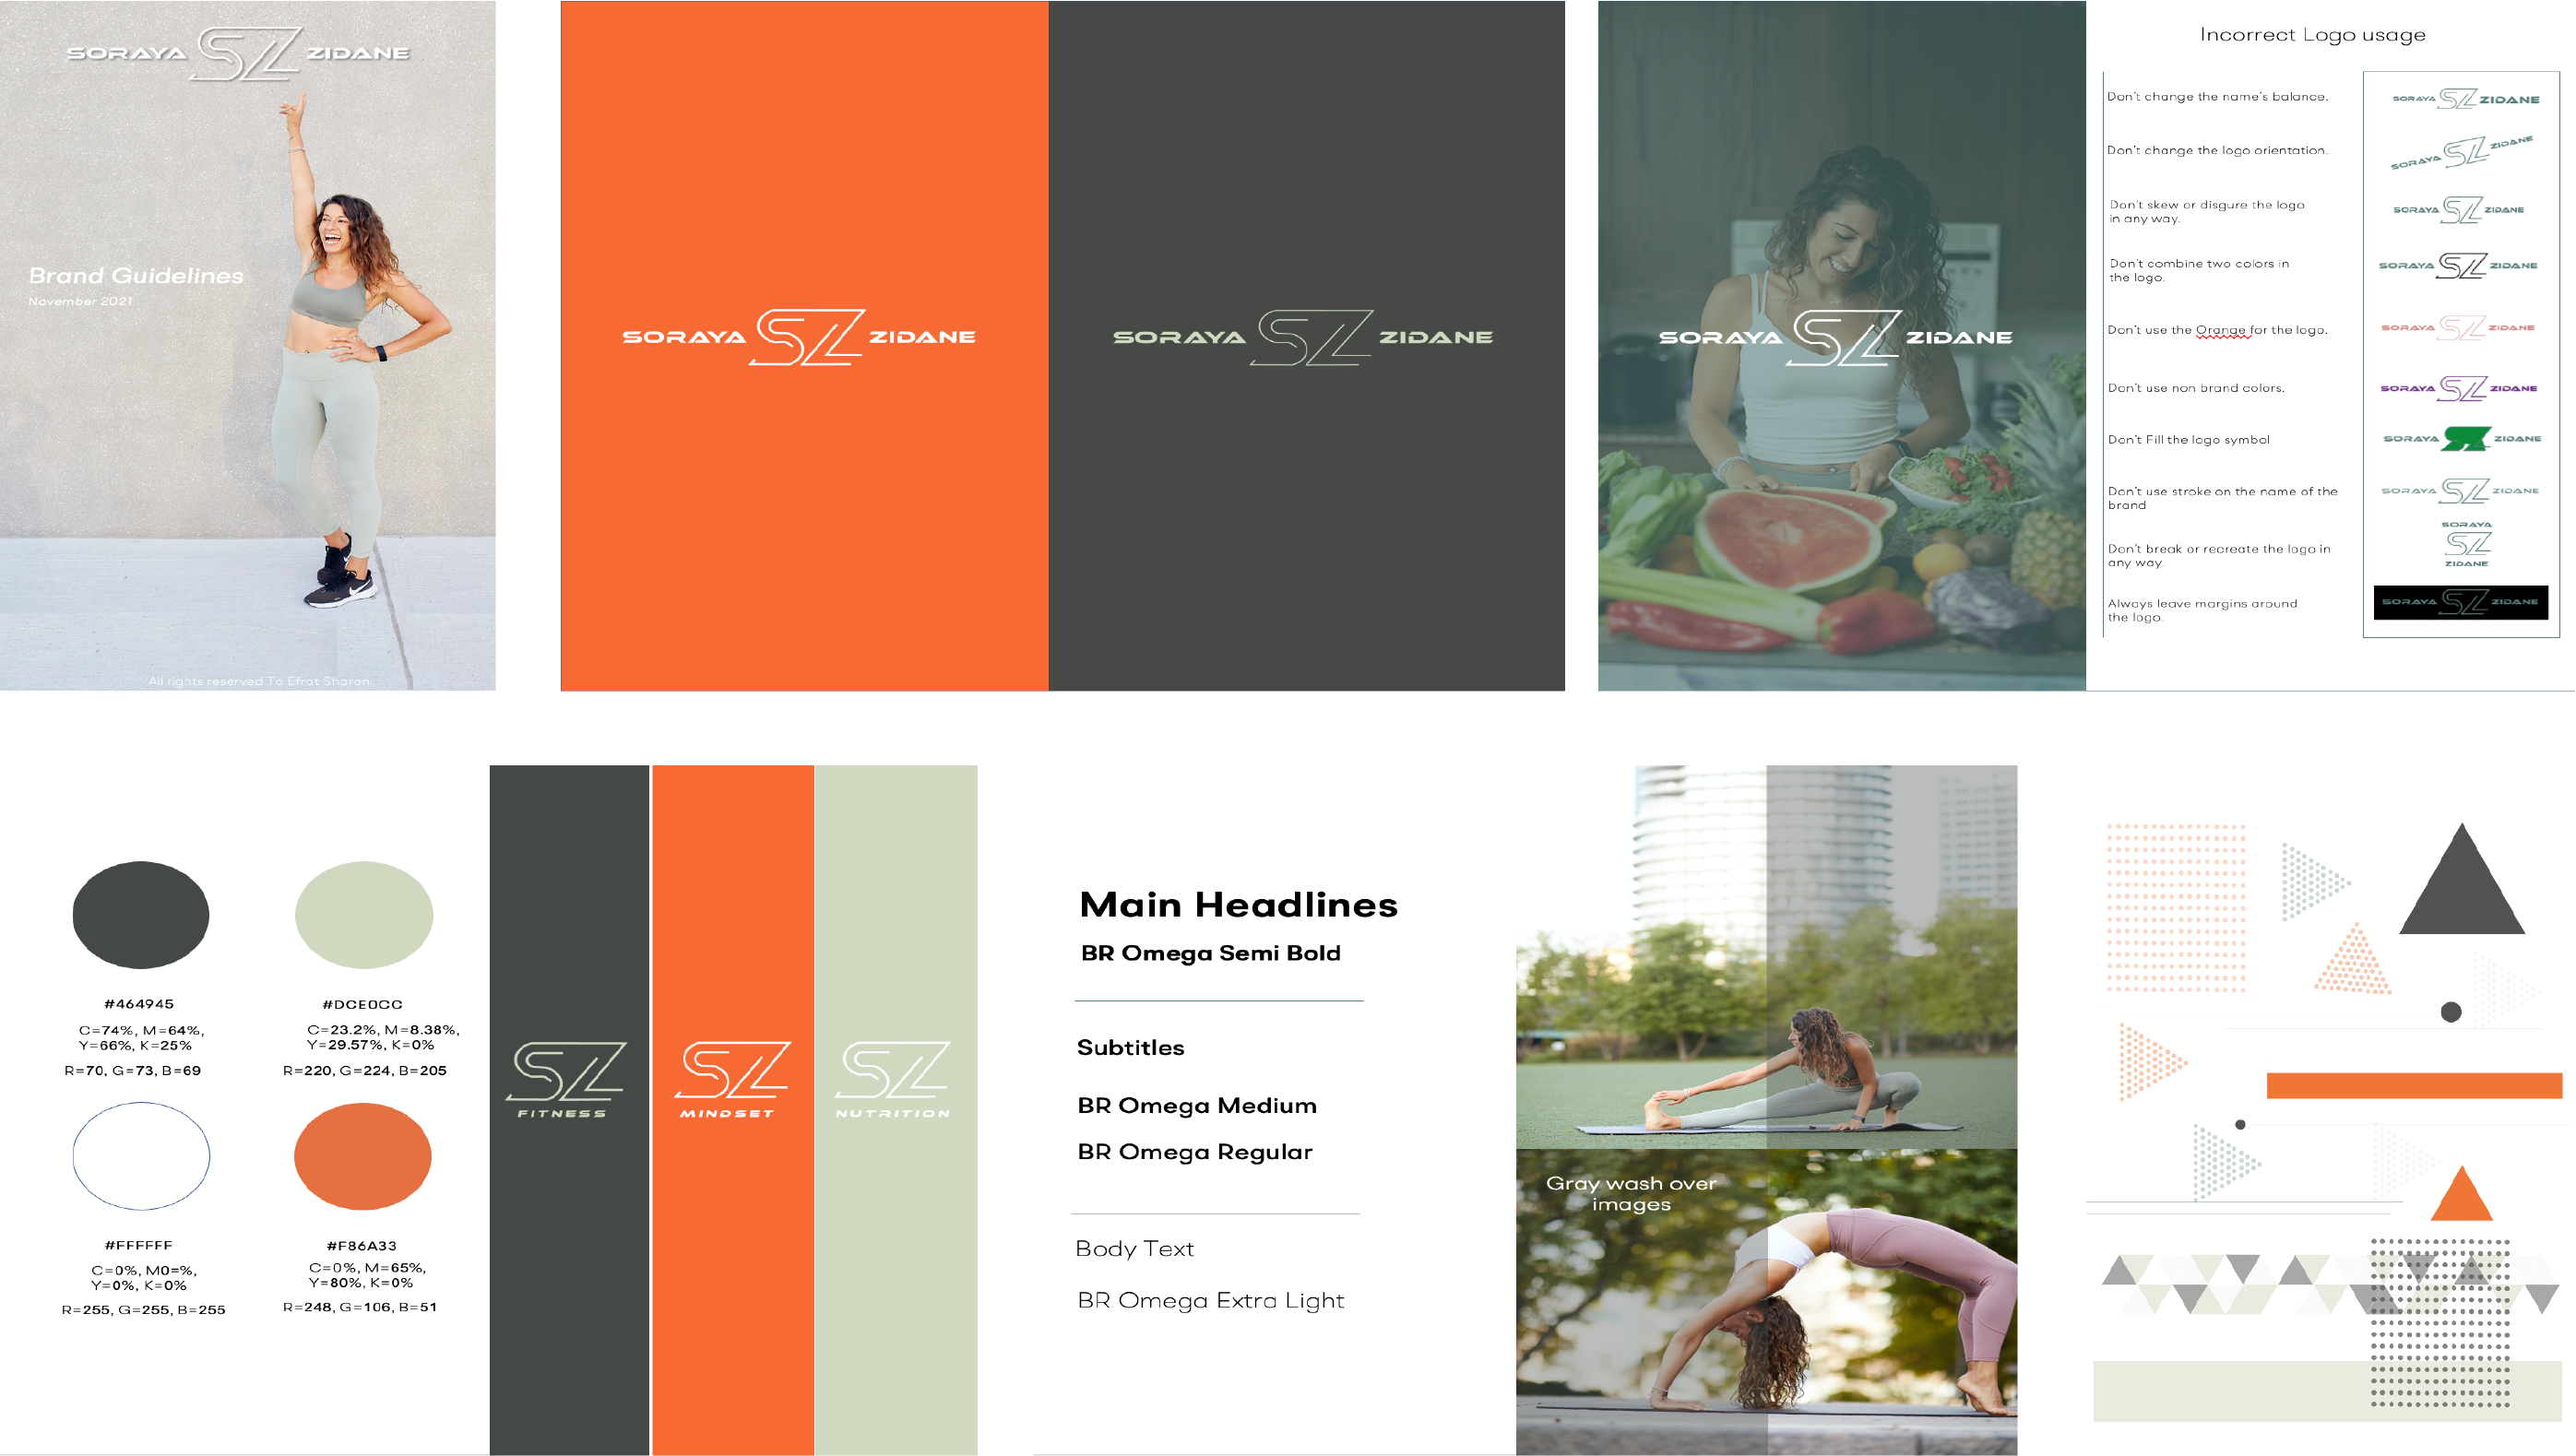 SORAYA SZ ZIDANE
Brand Guidelines
November 2021
All rights reserved To Efrat Sharon
SORAYA SZ ZIDANE
SORAYA SZ ZIDANE
SORAYA SZ ZIDANE
Incorrect Logo usage
Don't change the name's balance.
SORAYA SZ ZIDANE
Don't change the logo orientation.
SORAYA SZ ZIDANE
Don't skew or disgure the logo
in any way.
SORAYA SZ ZIDANE
Don't combine two colors in
the logo.
SORAYA SZ ZIDANE
Don't use the Orange for the logo.
SORAYA SZ ZIDANE
Don't use non brand colors.
SORAYA SZ ZIDANE
Don't Fill the logo symbol
SORAYA SZ ZIDANE
Don't use stroke on the name of the
brand
SORAYA SZ ZIDANE
Don't break or recreate the logo in
any way.
SORAYA
SZ
ZIDANE
Always leave margins around
the logo.
SORAYA SZ ZIDANE
#464945
C=74%, M=64%,
Y=66%, K=25%
R=70, G=73, B=69
#DCE0CC
C=23.2%, M=8.38%,
Y=29.57%, K=0%
R=220, G=224, B=205
#FFFFFF
C=0%, M0=%,
Y=0%, K=0%
R=255, G=255, B=255
#F86A33
C=0%, M=65%,
Y=80%, K=0%
R=248, G=106, B=51
SZ
FITNESS
SZ
MINDSET
SZ
NUTRITION
Main Headlines
BR Omega Semi Bold
Subtitles
BR Omega Medium
BR Omega Regular
Body Text
BR Omega Extra Light
Gray wash over
images